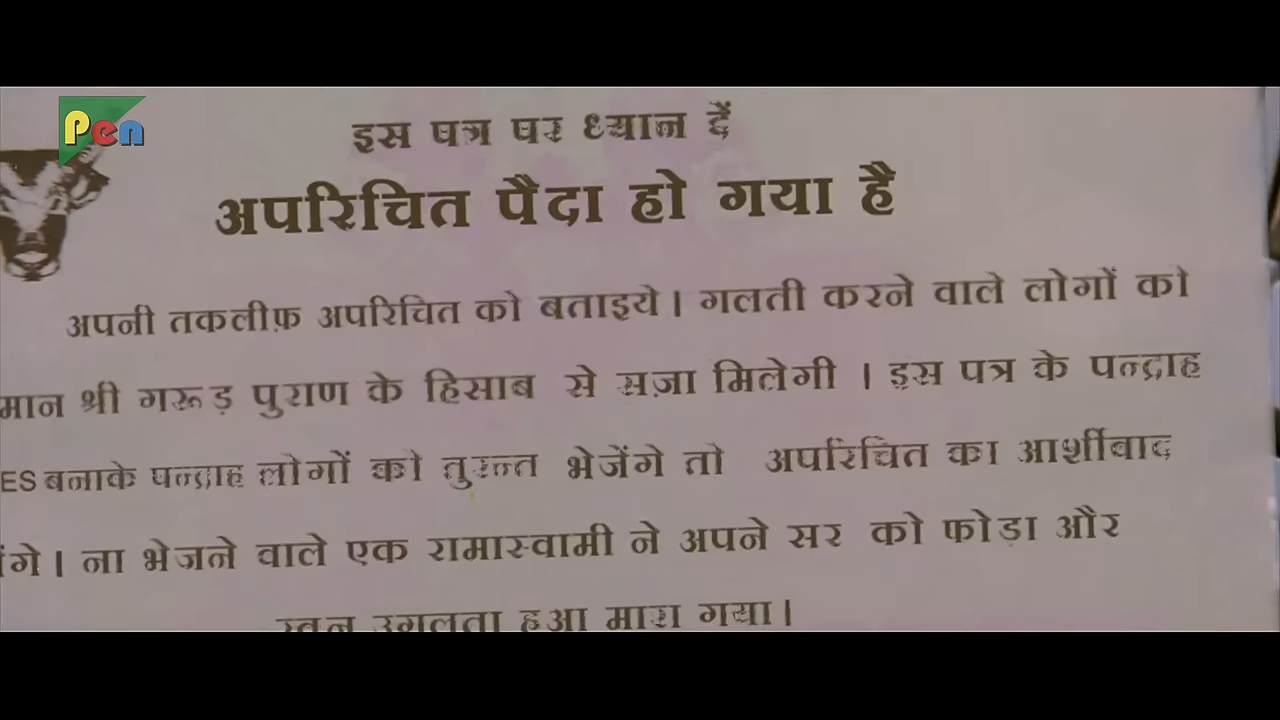 Pen
इस पत्र पर ध्यान दें
अपरिचित पैदा हो गया है
अपनी तकलीफ़ अपरिचित को बताइये। गलती करने वाले लोगों को
मान श्री गरूड़ पुराण के हिसाब से सज़ा मिलेगी । इस पत्र के पन्द्राह
ES बनाके पन्द्राह लोगों को तुरन्त भेजेंगे तो अपरिचित का आर्शीबाद
गे। ना भेजने वाले एक रामास्वामी ने अपने सर को फोड़ा और
उगलता हुआ मारा गया।